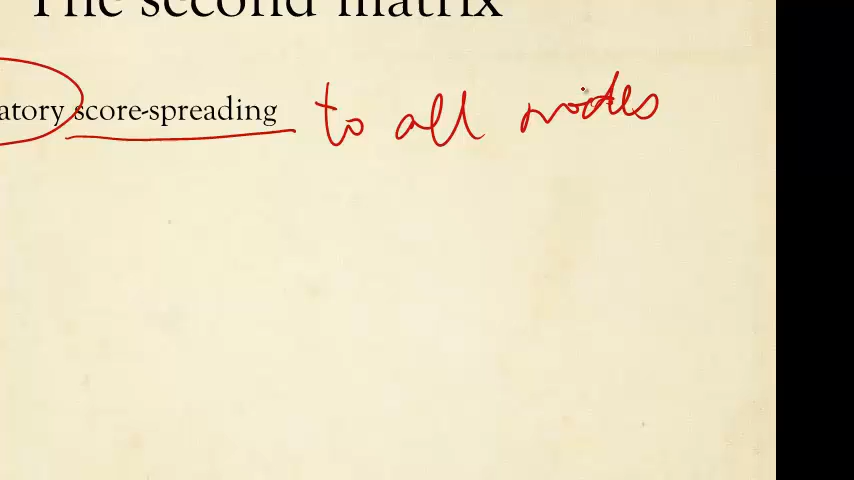 The second matrix
atory score-spreading to all nodes